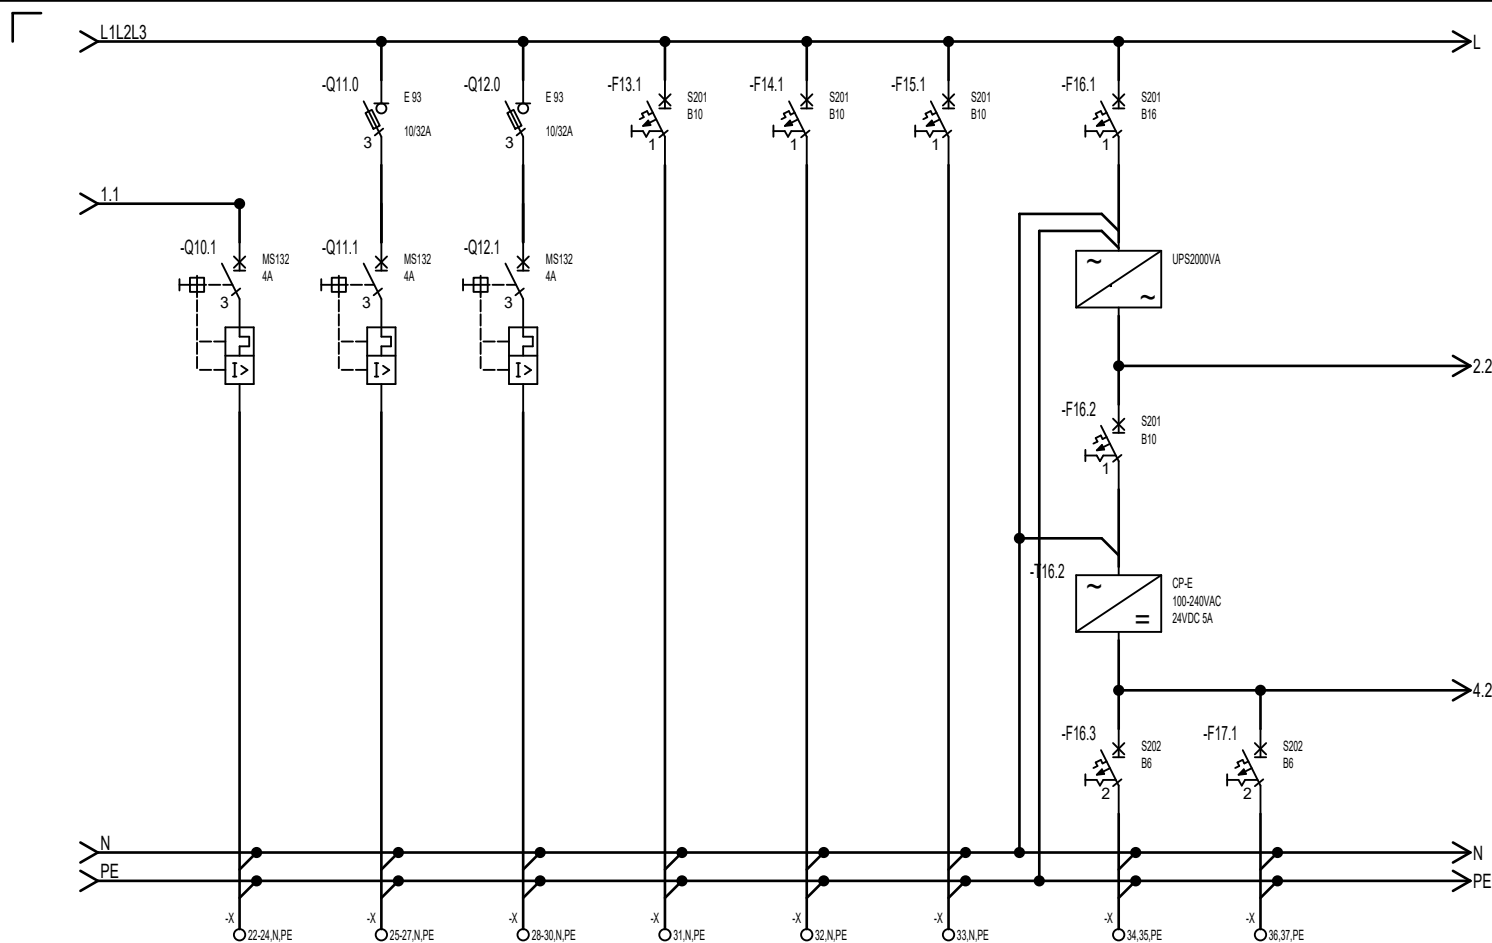 L1L2L3
L
-Q11.0
E 93
10/32A
3
-Q12.0
E 93
10/32A
3
-F13.1
S201
B10
1
-F14.1
S201
B10
1
-F15.1
S201
B10
1
-F16.1
S201
B16
1
1.1
-Q10.1
MS132
4A
3
I>
-Q11.1
MS132
4A
3
I>
-Q12.1
MS132
4A
3
I>
UPS2000VA
~
~
2.2
-F16.2
S201
B10
1
-T16.2
~
=
CP-E
100-240VAC
24VDC 5A
4.2
-F16.3
S202
B6
2
-F17.1
S202
B6
2
N
N
PE
PE
-X
22-24,N,PE
-X
25-27,N,PE
-X
28-30,N,PE
-X
31,N,PE
-X
32,N,PE
-X
33,N,PE
-X
34,35,PE
-X
36,37,PE